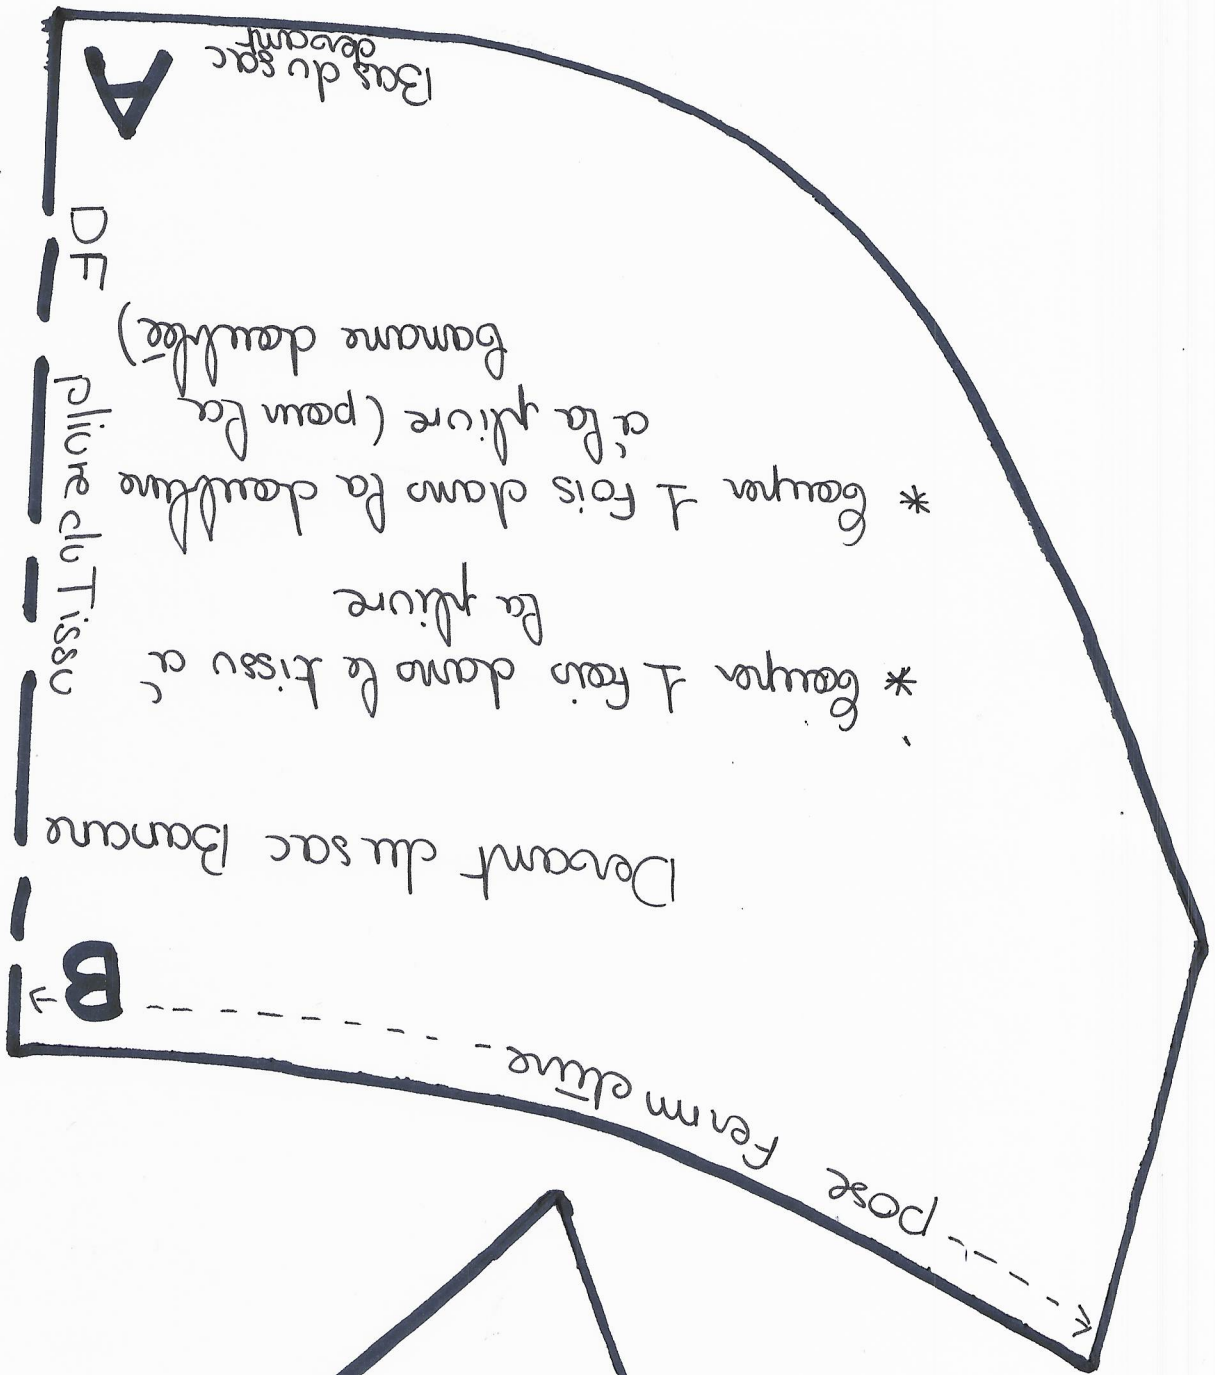 pose Fermeture
B
Devant du sac Banane
* Couper 1 fois dans le tissu à
la pliure
* Couper 1 fois dans la doublure
à la pliure (pour la
banane doublée)
DF pliure du Tissu
A
Bas du sac
devant